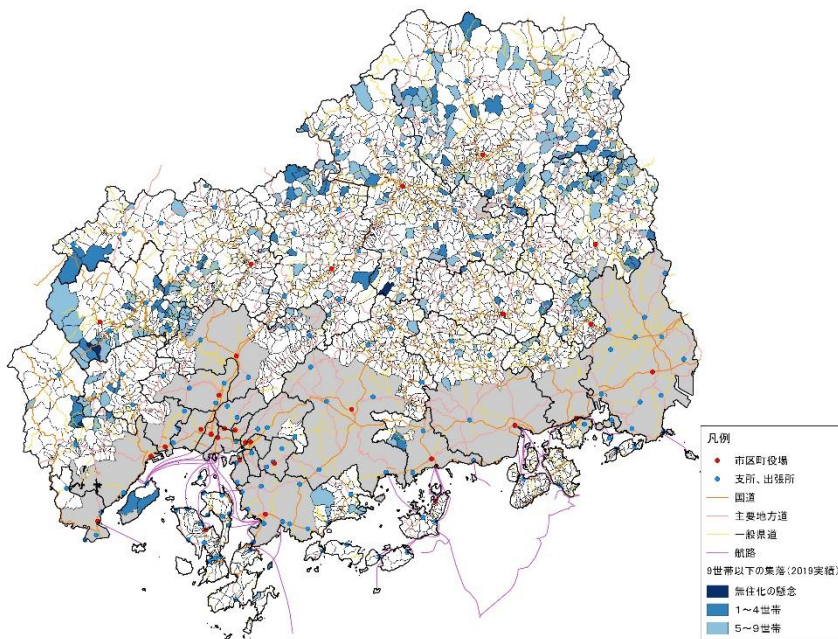 凡例
市区町役場
支所、出張所
国道
主要地方道
一般県道
航路
9世帯以下の集落(2019実績)
無住化の懸念
1~4世帯
5~9世帯